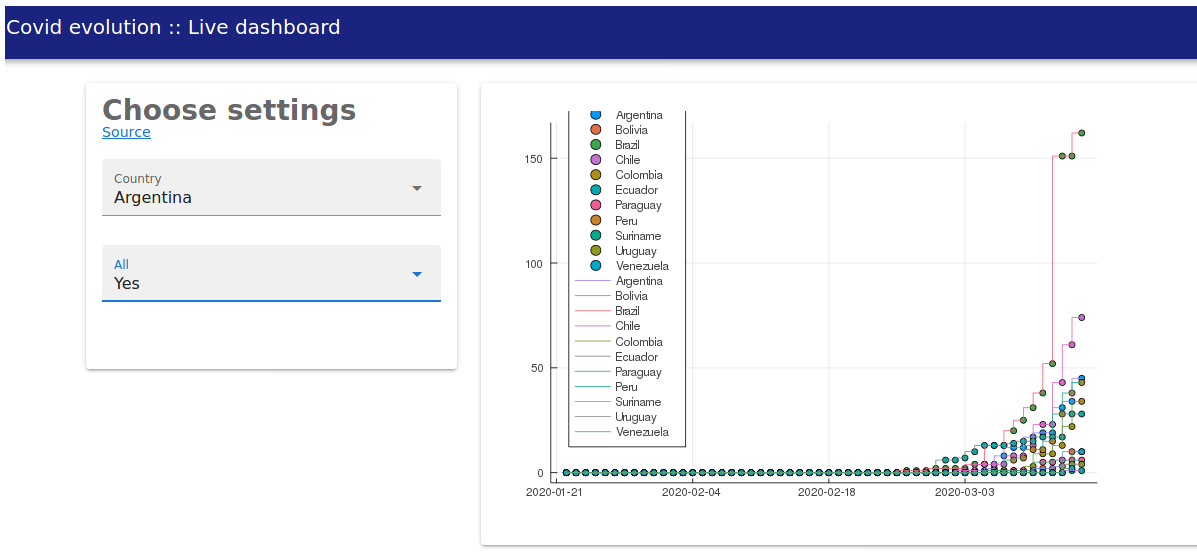 Covid evolution :: Live dashboard
Choose settings
Source
Country
Argentina
All
Yes
Argentina
Bolivia
Brazil
Chile
Colombia
Ecuador
Paraguay
Peru
Suriname
Uruguay
Venezuela
Argentina
Bolivia
Brazil
Chile
Colombia
Ecuador
Paraguay
Peru
Suriname
Uruguay
Venezuela
150
100
50
0
2020-01-21 2020-02-04 2020-02-18 2020-03-03